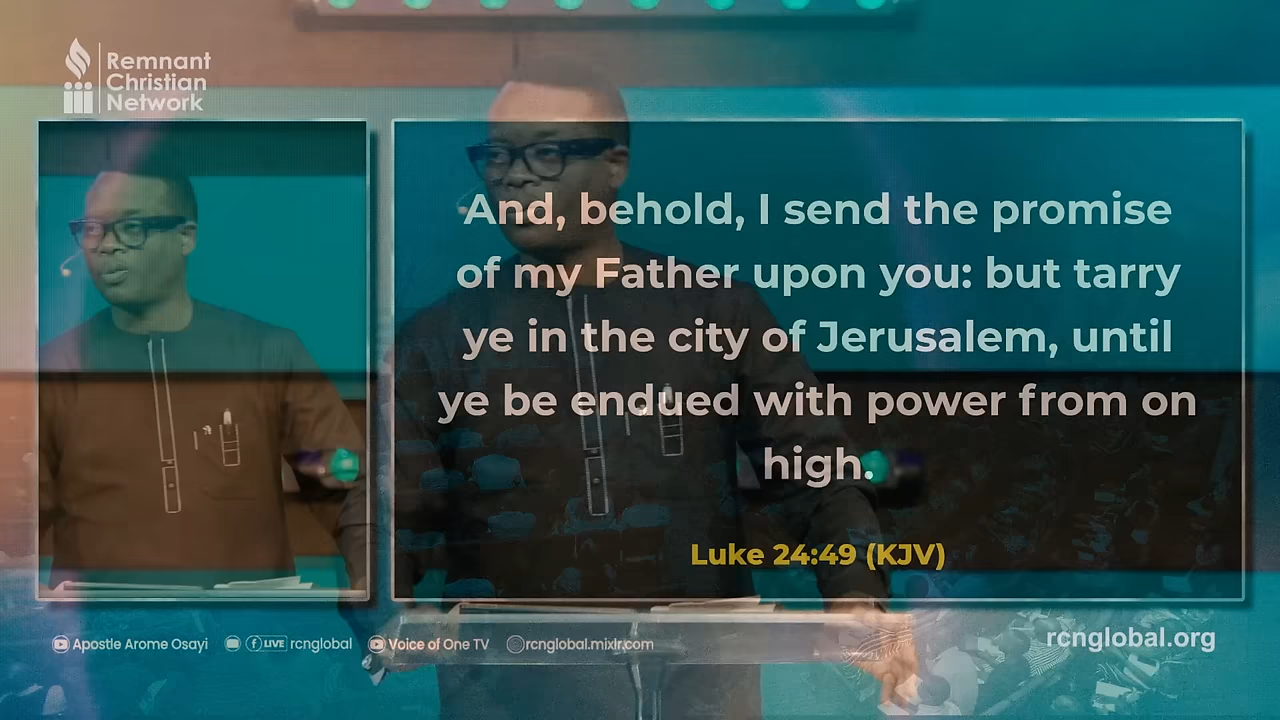 Remnant
Christian
Network
And, behold, I send the promise
of my Father upon you: but tarry
ye in the city of Jerusalem, until
ye be endued with power from on
high.
Luke 24:49 (KJV)
Apostle Arome Osayi LIVE rcnglobal Voice of One TV rcnglobal.mixlr.com
rcnglobal.org